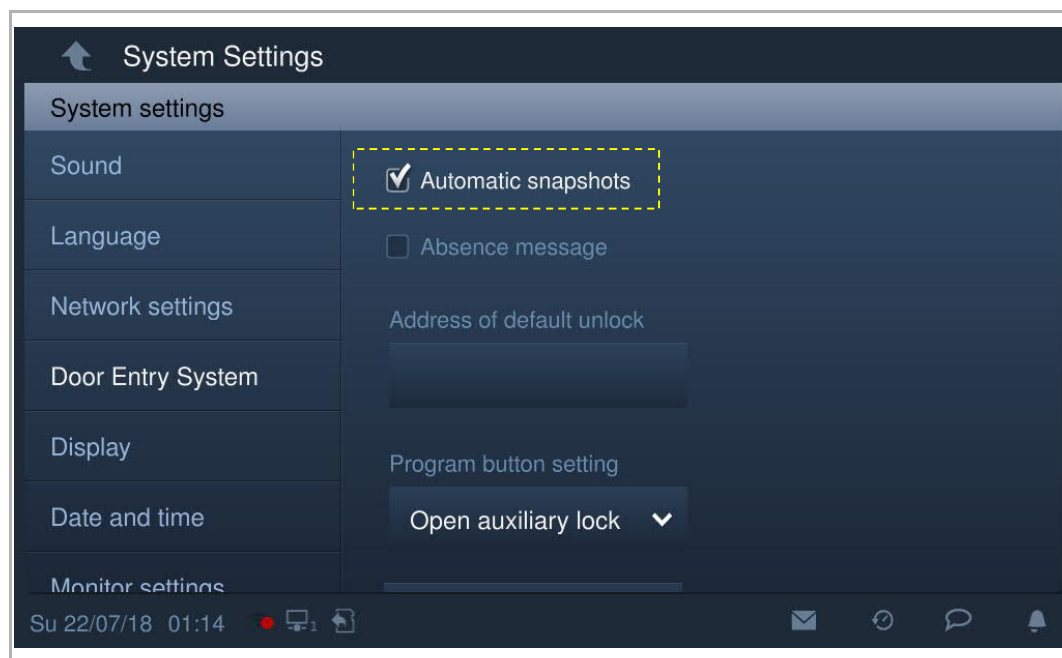 System Settings
System settings
Sound
Language
Network settings
Door Entry System
Display
Date and time
Monitor settings
Automatic snapshots
Absence message
Address of default unlock
Program button setting
Open auxiliary lock
Su 22/07/18 01:14
1